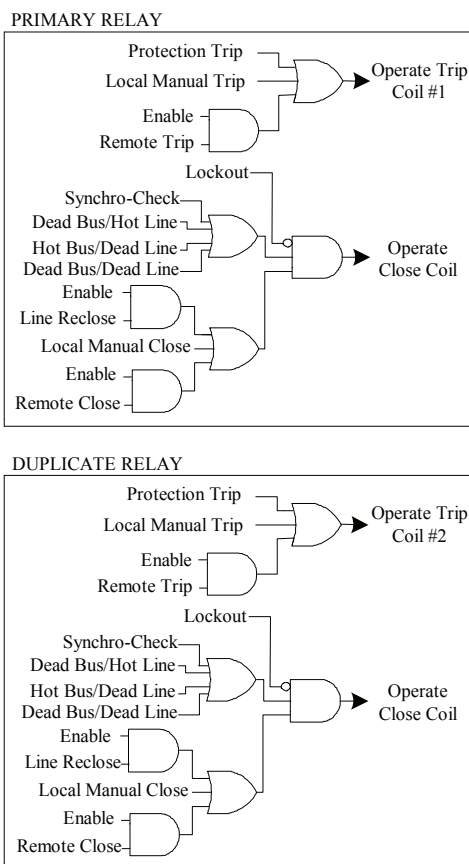 PRIMARY RELAY
Protection Trip
Local Manual Trip
Enable
Remote Trip
Operate Trip
Coil #1
Lockout
Synchro-Check
Dead Bus/Hot Line
Hot Bus/Dead Line
Dead Bus/Dead Line
Enable
Line Reclose
Local Manual Close
Enable
Remote Close
Operate
Close Coil
DUPLICATE RELAY
Protection Trip
Local Manual Trip
Enable
Remote Trip
Operate Trip
Coil #2
Lockout
Synchro-Check
Dead Bus/Hot Line
Hot Bus/Dead Line
Dead Bus/Dead Line
Enable
Line Reclose
Local Manual Close
Enable
Remote Close
Operate
Close Coil